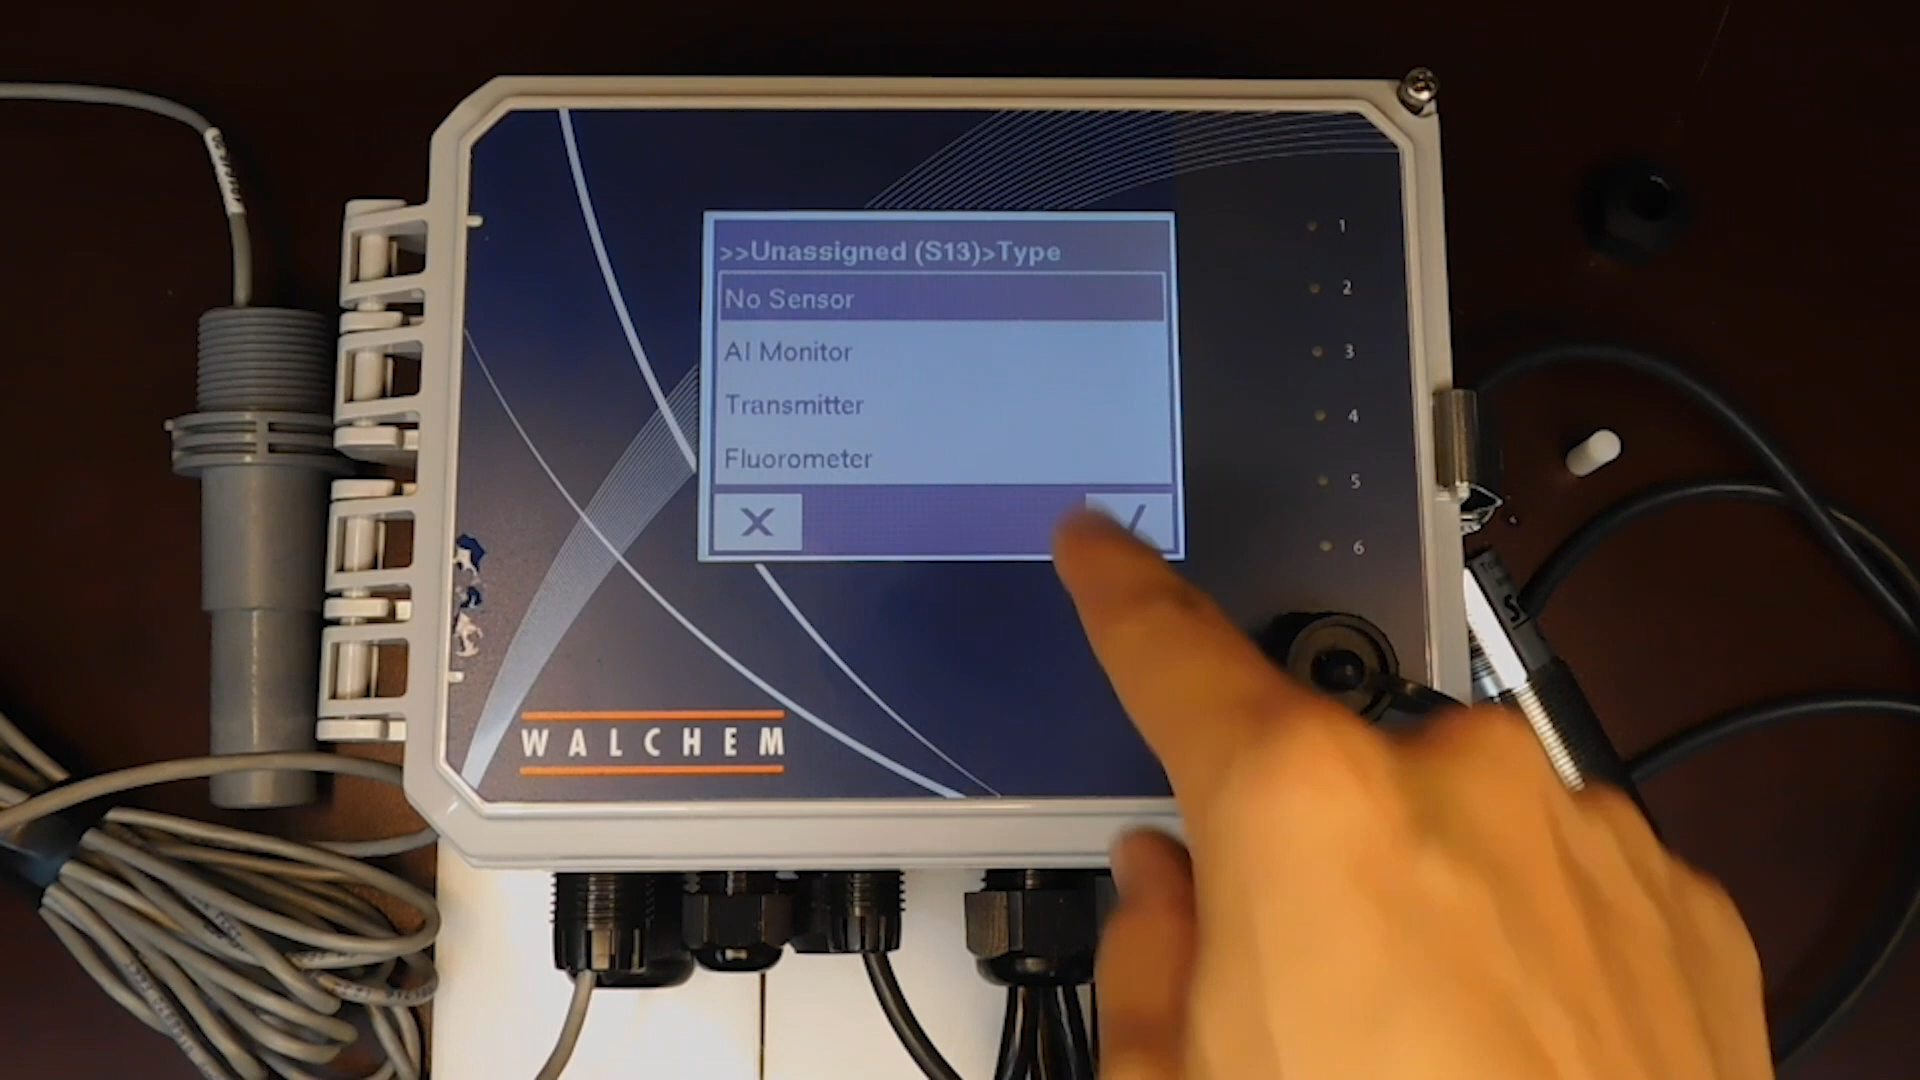 >>Unassigned (S13)>Type
No Sensor
AI Monitor
Transmitter
Fluorometer
X
1
2
3
4
5
6
WALCHEM